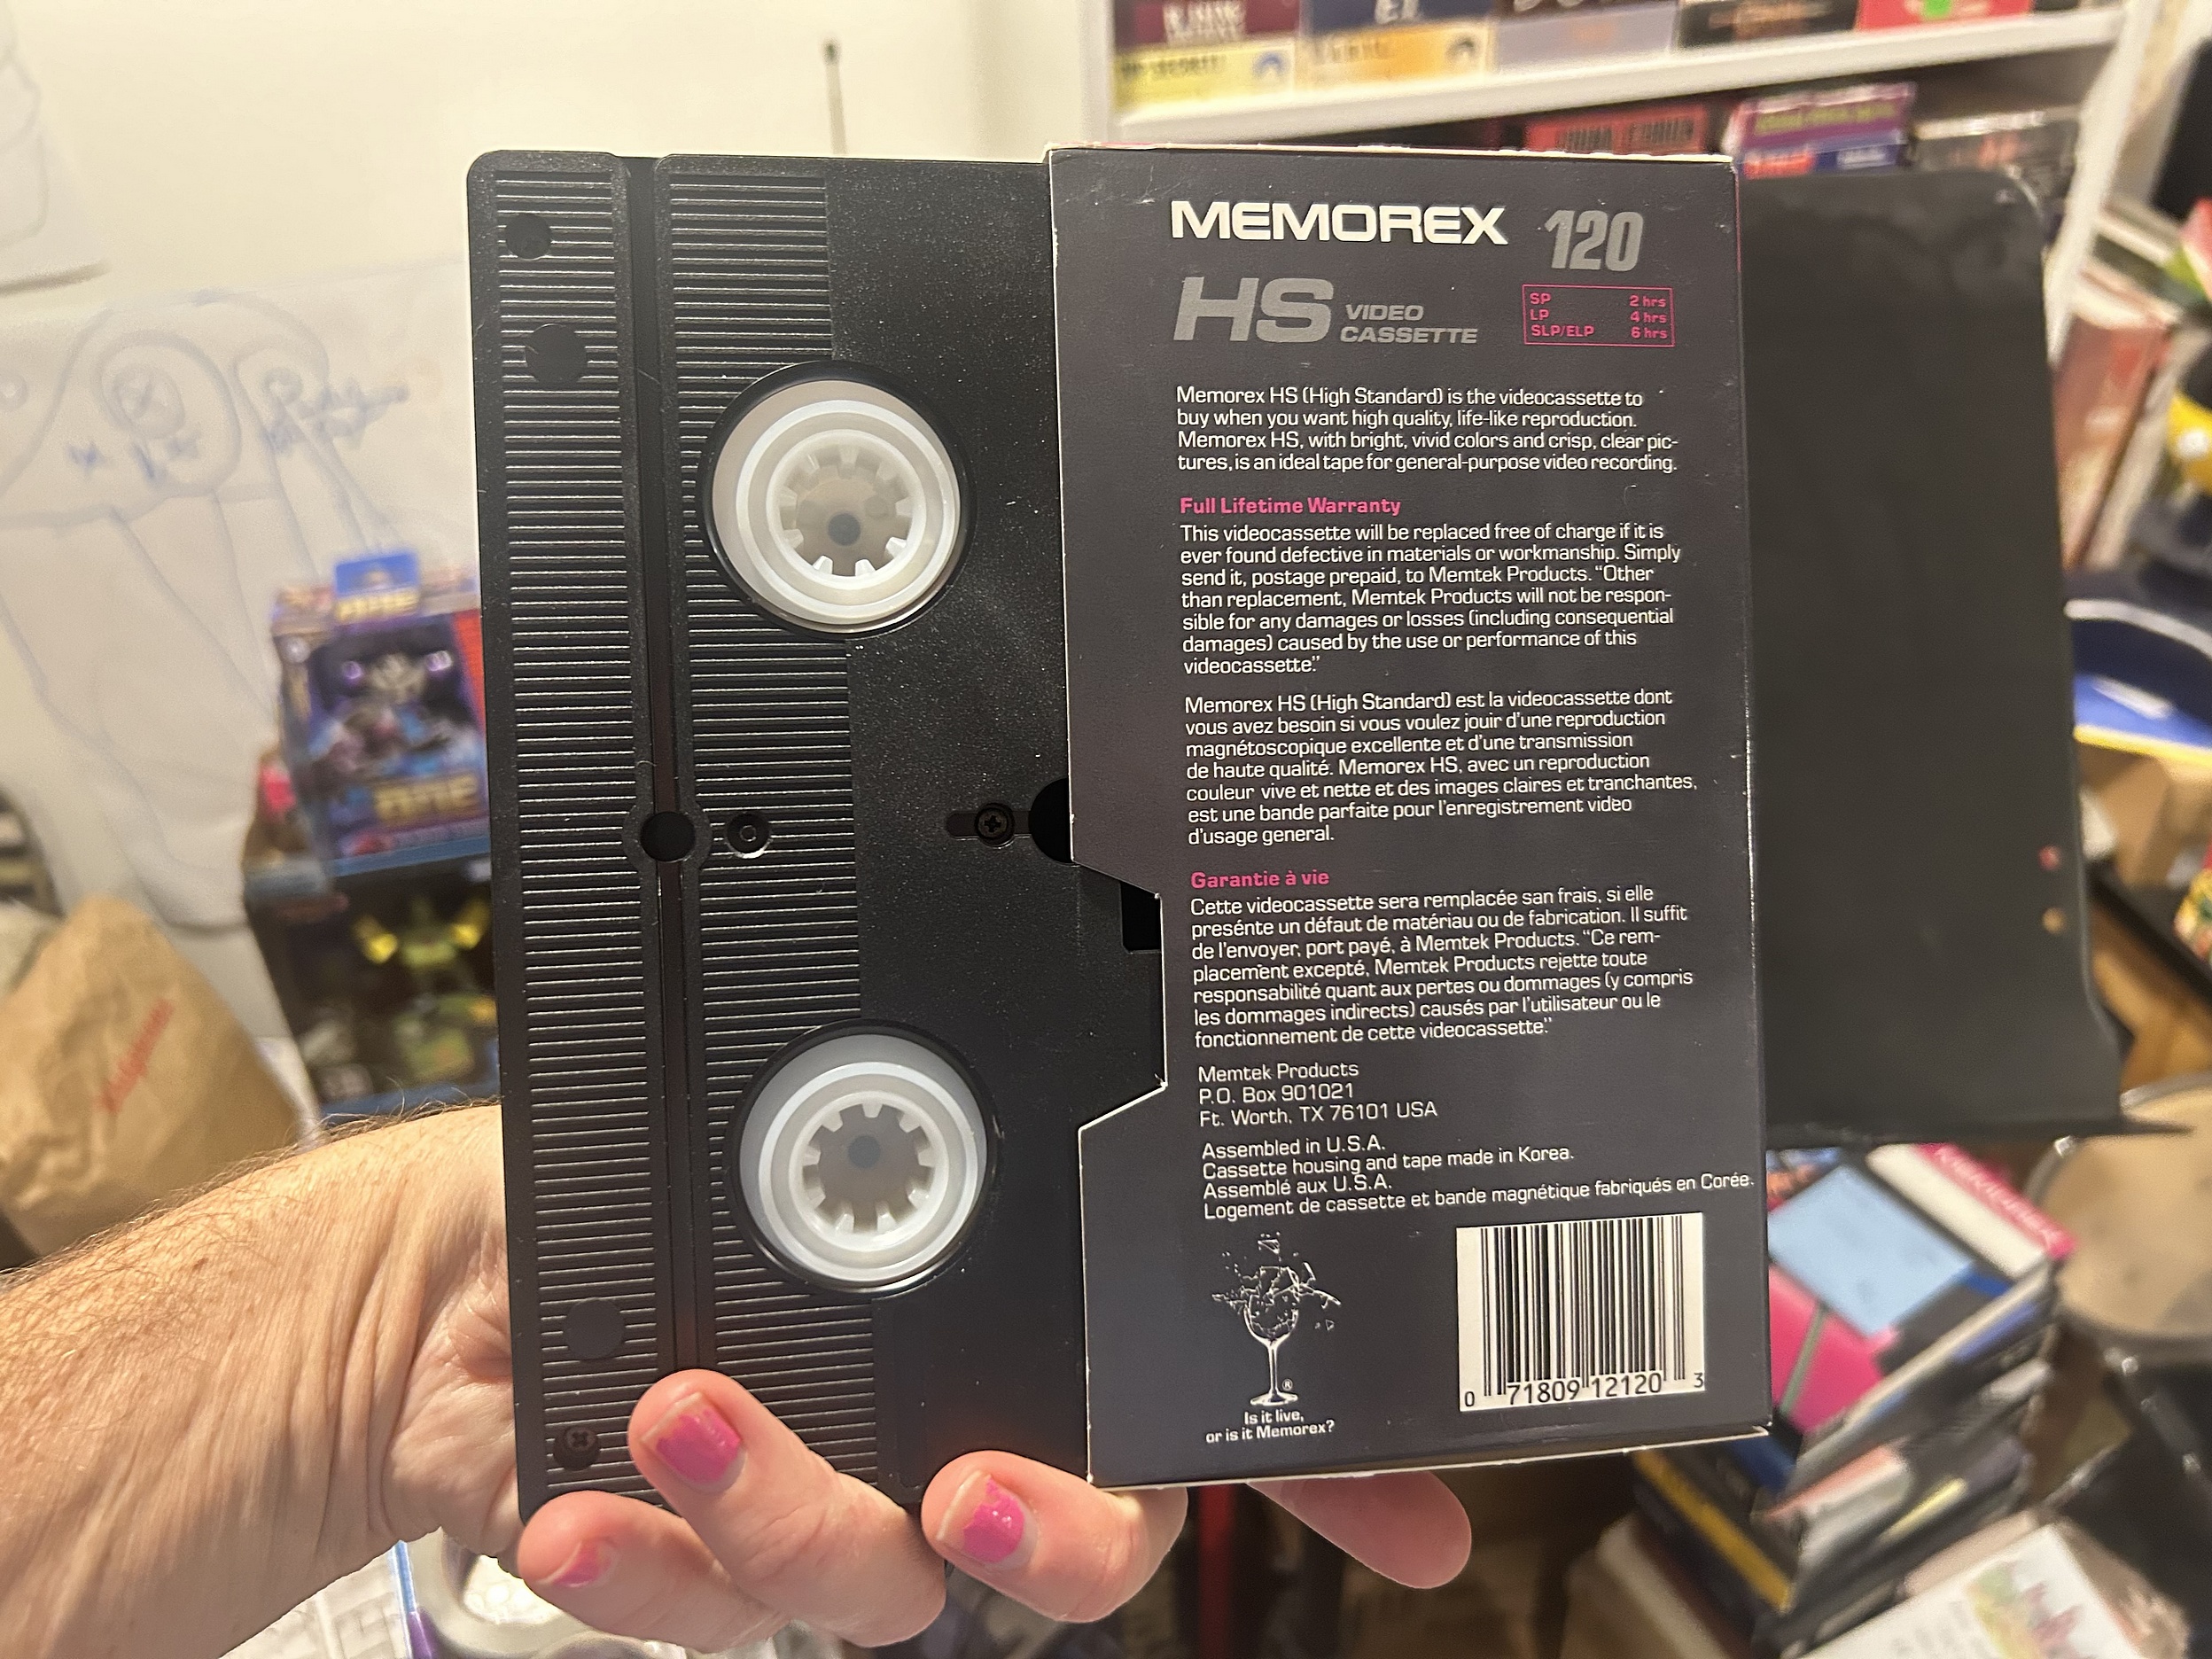 MEMOREX 120
HS VIDEO
CASSETTE
SP 2 hrs
LP 4 hrs
SLP/ELP 6 hrs
Memorex HS (High Standard) is the videocassette to
buy when you want high quality, life-like reproduction.
Memorex HS, with bright, vivid colors and crisp, clear pic-
tures, is an ideal tape for general-purpose video recording.
Full Lifetime Warranty
This videocassette will be replaced free of charge if it is
ever found defective in materials or workmanship. Simply
send it, postage prepaid, to Memtek Products. “Other
than replacement, Memtek Products will not be respon-
sible for any damages or losses (including consequential
damages) caused by the use or performance of this
videocassette.”
Memorex HS (High Standard) est la videocassette dont
vous avez besoin si vous voulez jouir d'une reproduction
magnétoscopique excellente et d'une transmission
de haute qualité. Memorex HS, avec un reproduction
couleur vive et nette et des images claires et tranchantes,
est une bande parfaite pour l'enregistrement video
d'usage general.
Garantie à vie
Cette videocassette sera remplacée san frais, si elle
presénte un défaut de matériau ou de fabrication. Il suffit
de l'envoyer, port payé, à Memtek Products. “Ce rem-
placement excepté, Memtek Products rejette toute
responsabilité quant aux pertes ou dommages (y compris
les dommages indirects) causés par l'utilisateur ou le
fonctionnement de cette videocassette.”
Memtek Products
P.O. Box 901021
Ft. Worth, TX 76101 USA
Assembled in U.S.A.
Cassette housing and tape made in Korea.
Assemblé aux U.S.A.
Logement de cassette et bande magnétique fabriqués en Corée.
®
Is it live,
or is it Memorex?
0 71809 12120 3